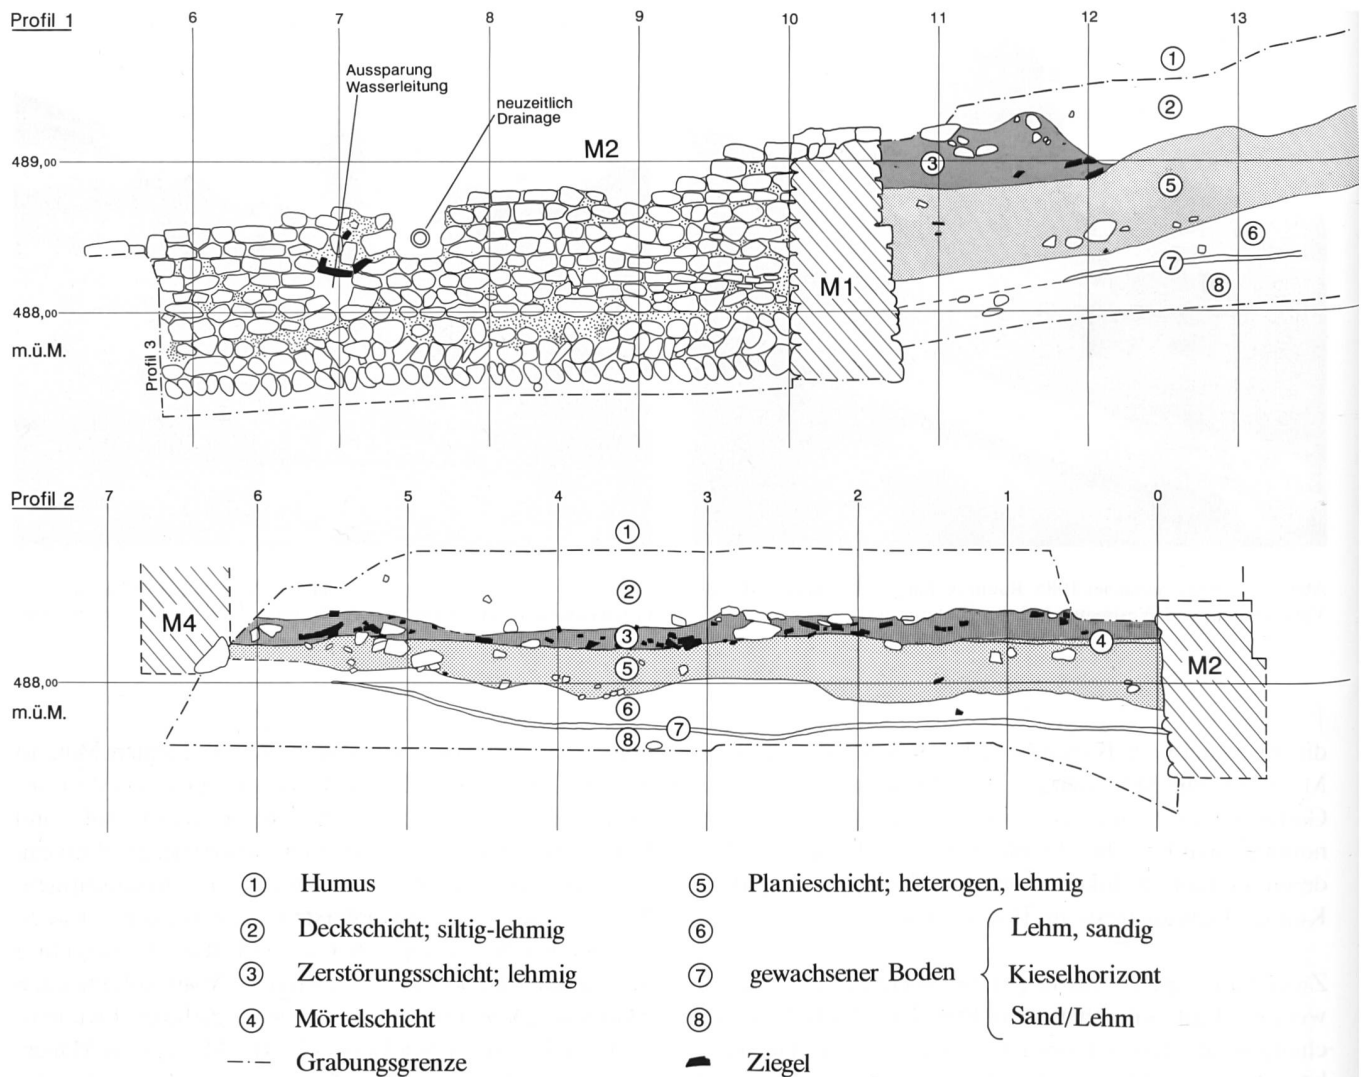 Profil 1
6 7 8 9 10 11 12 13
Aussparung
Wasserleitung
neuzeitlich
Drainage
M2
1
2
489,00
3
5
6
7
M1
8
488,00
m.ü.M.
Profil 3
Profil 2
7 6 5 4 3 2 1 0
1
2
M4
3
4
5
M2
488,00
6
m.ü.M.
7
8
1 Humus
2 Deckschicht; siltig-lehmig
3 Zerstörungsschicht; lehmig
4 Mörtelschicht
Grabungsgrenze
5 Planieschicht; heterogen, lehmig
6 Lehm, sandig
7 gewachsener Boden Kieselhorizont
8 Sand/Lehm
Ziegel